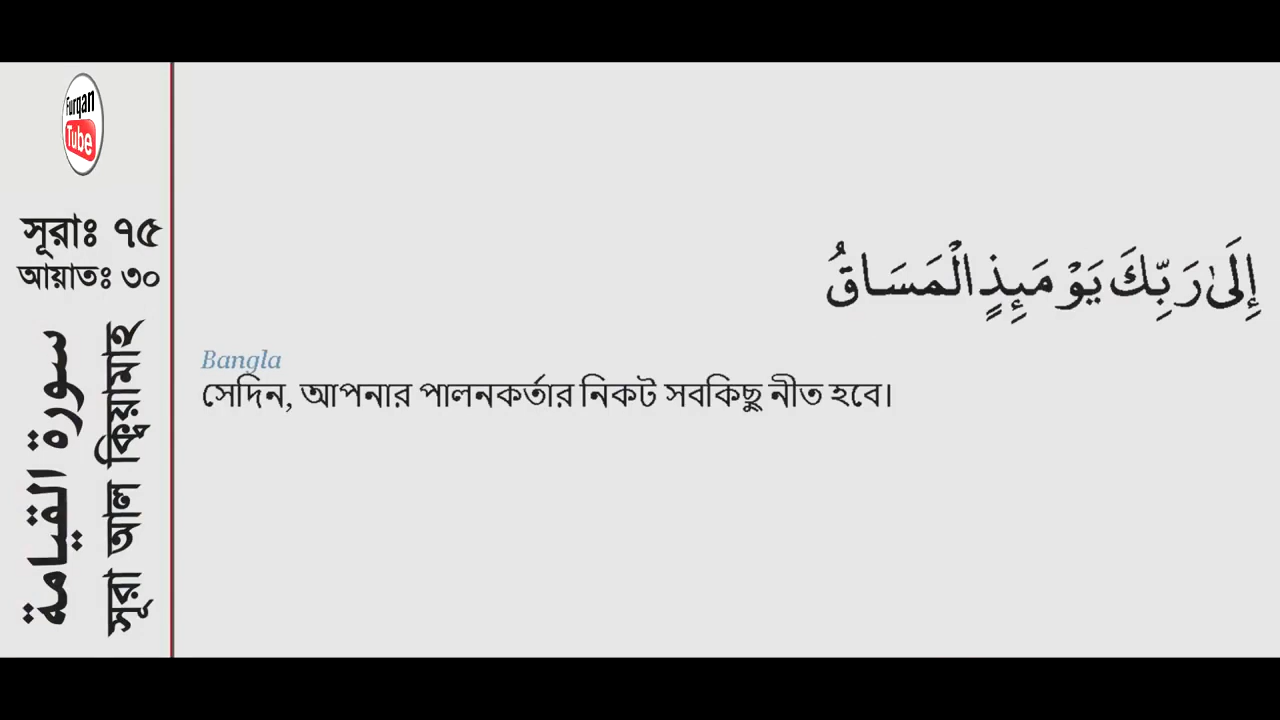 Furqan
Tube
সূরাঃ ৭৫
আয়াতঃ ৩০
سورة القيامة
সূরা আল ক্বিয়ামাহ
إِلَىٰ رَبِّكَ يَوْمَئِذٍ الْمَسَاقُ
Bangla
সেদিন, আপনার পালনকর্তার নিকট সবকিছু নীত হবে।